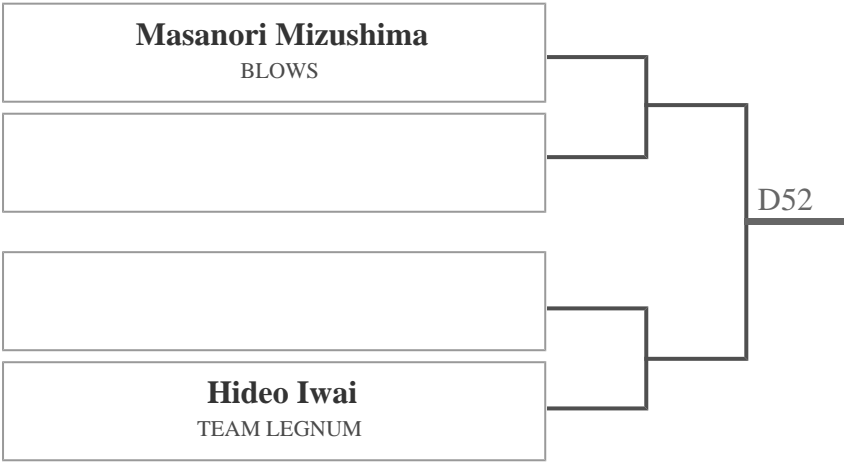 Masanori Mizushima
BLOWS
D52
Hideo Iwai
TEAM LEGNUM